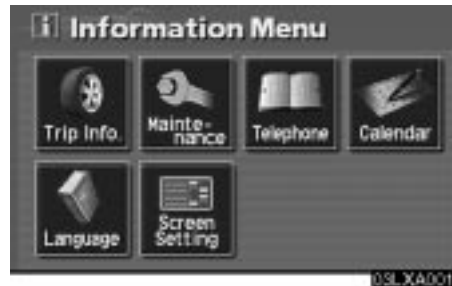 i Information Menu
Trip Info.
Mainte-
nance
Telephone
Calendar
Language
Screen
Setting
03LXA001